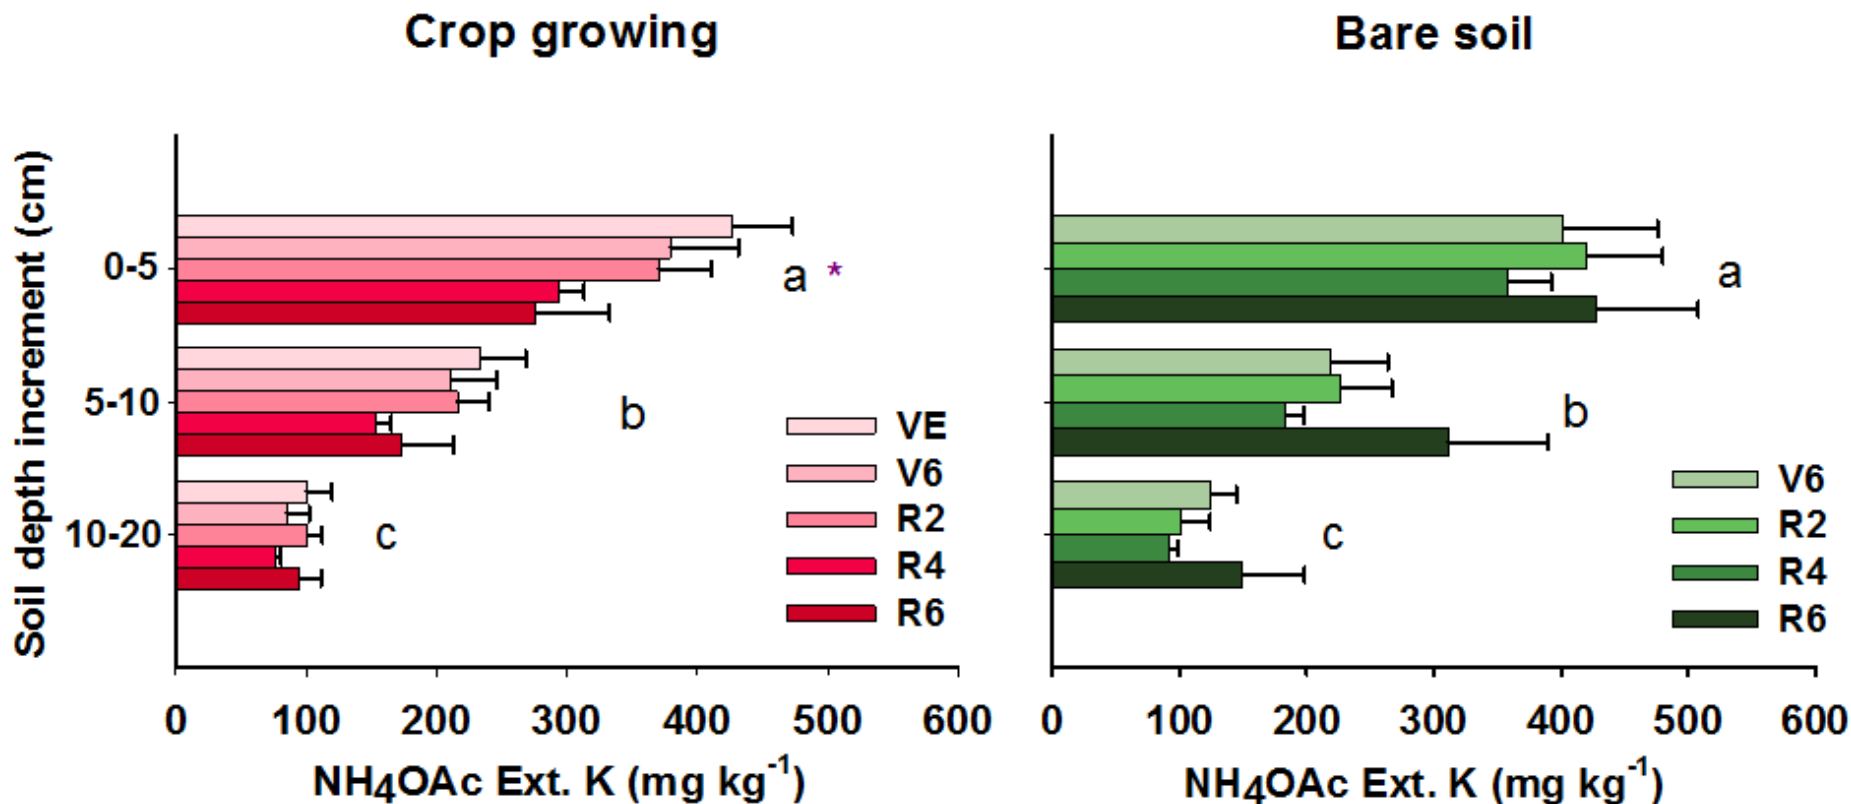 Crop growing
Bare soil
Soil depth increment (cm)
0-5
5-10
10-20
a *
b
c
VE
V6
R2
R4
R6
0 100 200 300 400 500 600
NH4OAc Ext. K (mg kg-1)
a
b
c
V6
R2
R4
R6
0 100 200 300 400 500 600
NH4OAc Ext. K (mg kg-1)